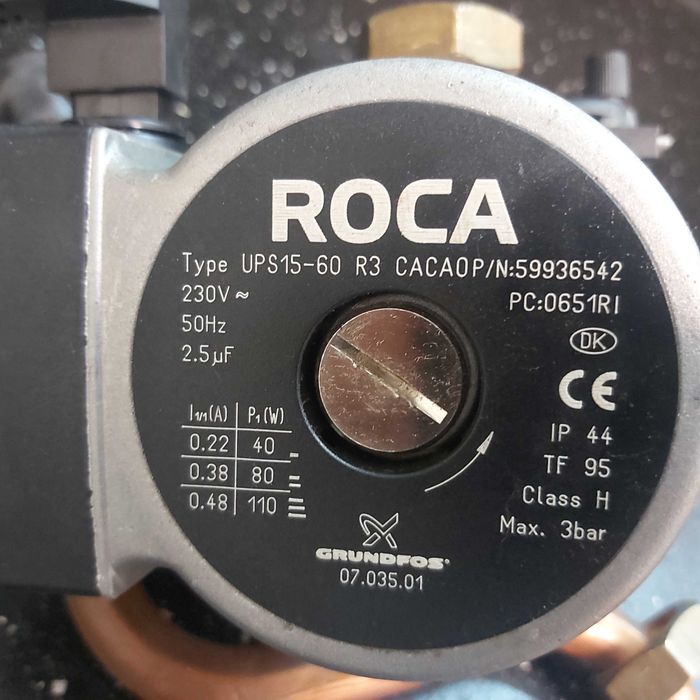 ROCA
Type UPS15-60 R3 CACAO P/N:59936542
230V ~ PC:0651RI
50Hz DK
2.5µF CE
I1/1(A) P1(W)
0.22 40
0.38 80
0.48 110
IP 44
TF 95
Class H
Max. 3bar
GRUNDFOS
07.035.01